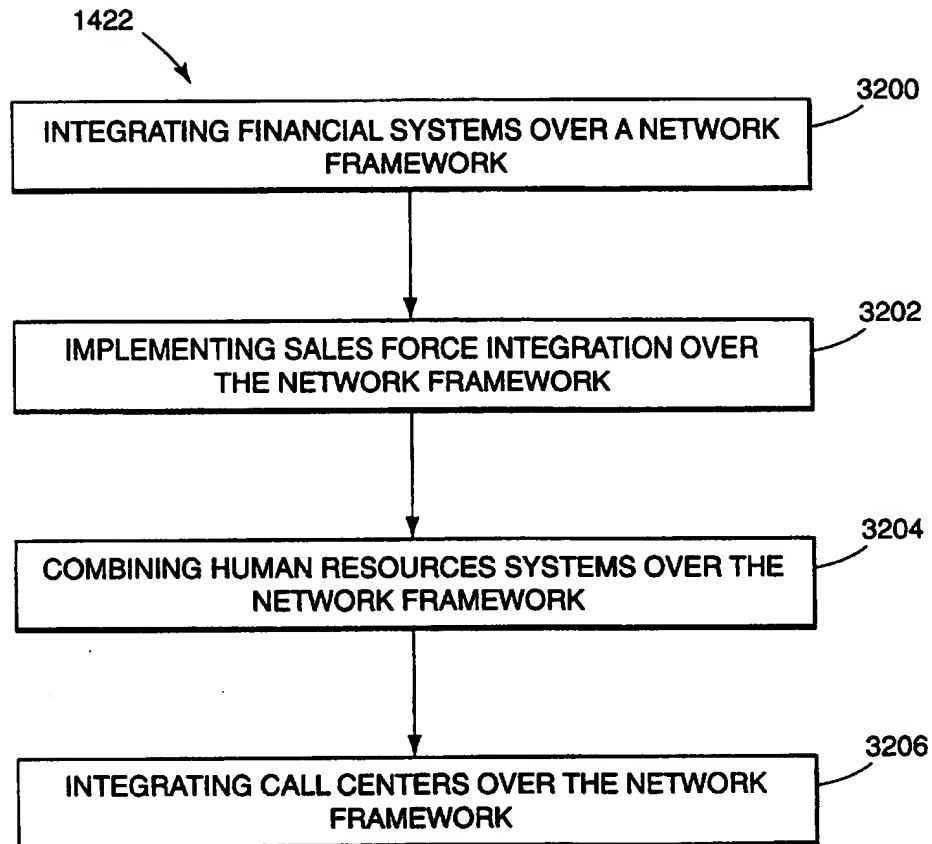 1422
3200
INTEGRATING FINANCIAL SYSTEMS OVER A NETWORK
FRAMEWORK
3202
IMPLEMENTING SALES FORCE INTEGRATION OVER
THE NETWORK FRAMEWORK
3204
COMBINING HUMAN RESOURCES SYSTEMS OVER THE
NETWORK FRAMEWORK
3206
INTEGRATING CALL CENTERS OVER THE NETWORK
FRAMEWORK